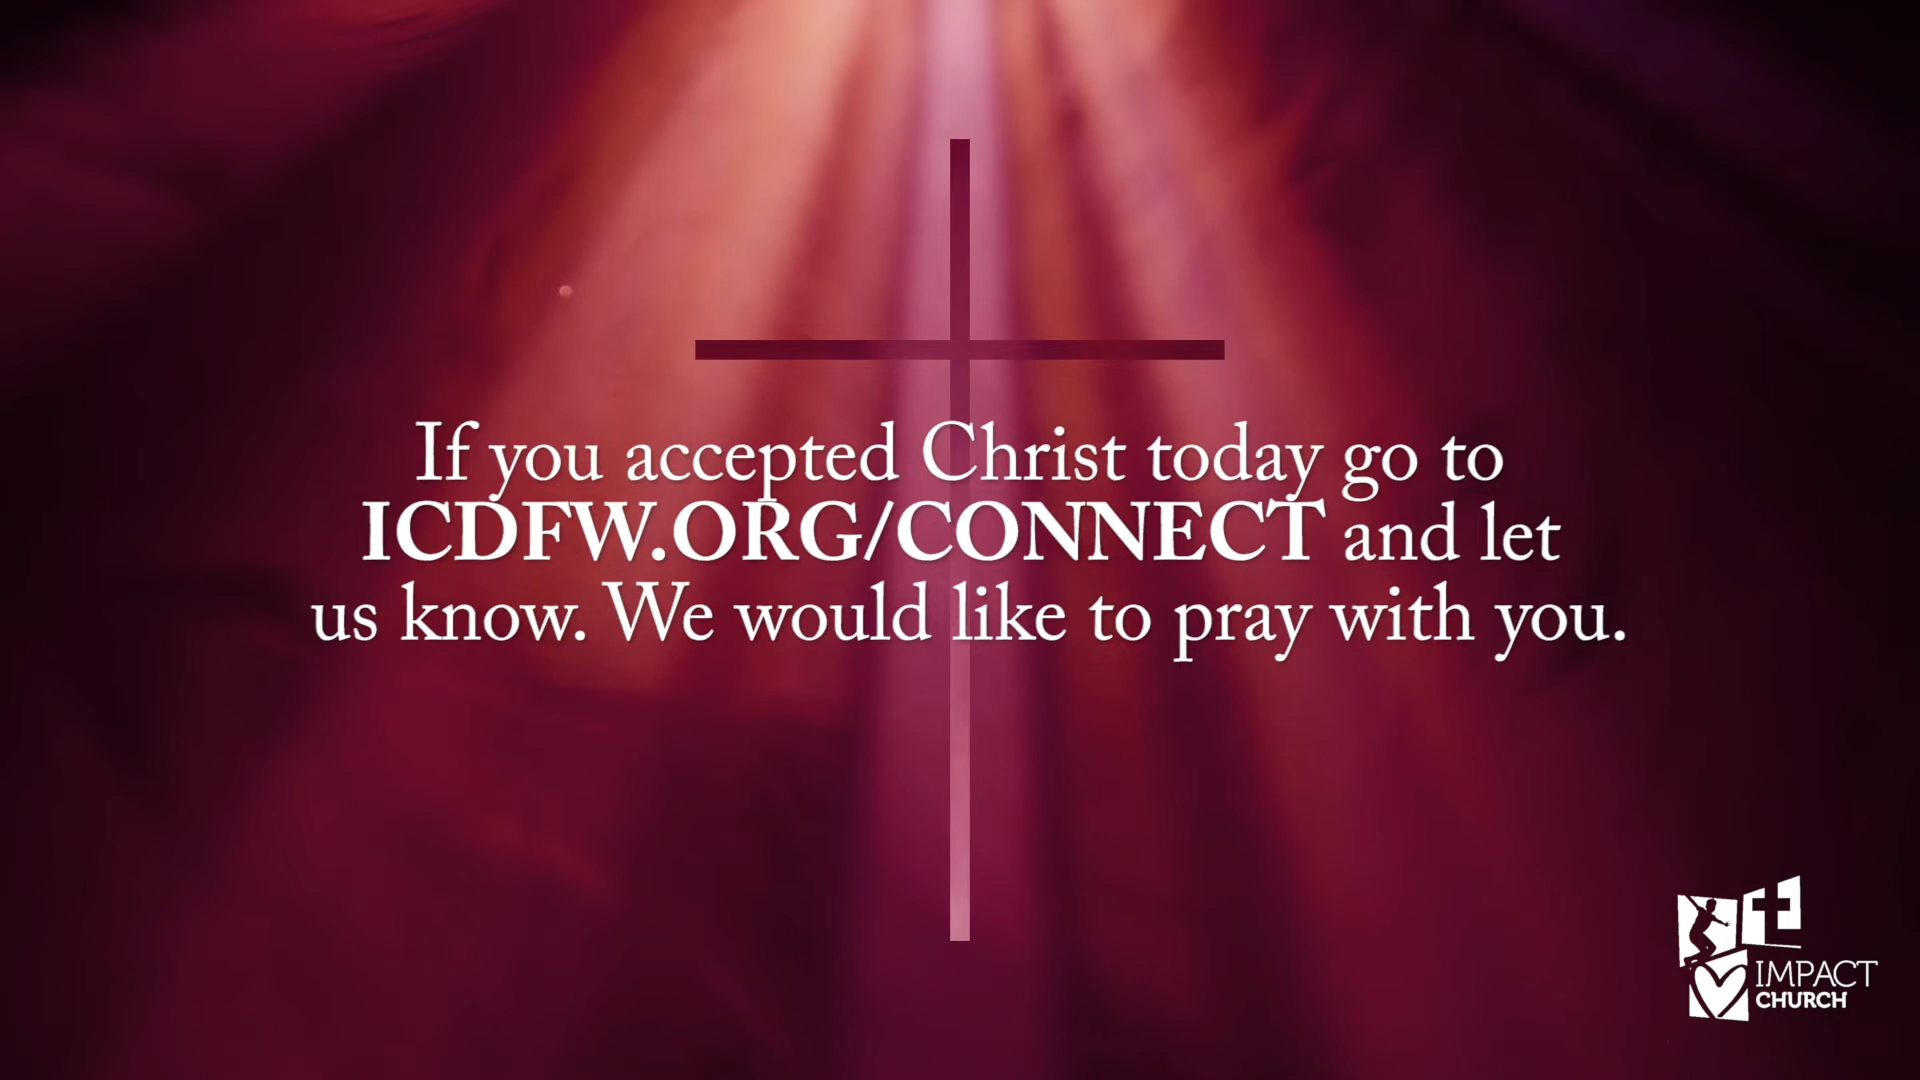 If you accepted Christ today go to
ICDFW.ORG/CONNECT and let
us know. We would like to pray with you.
IMPACT
CHURCH